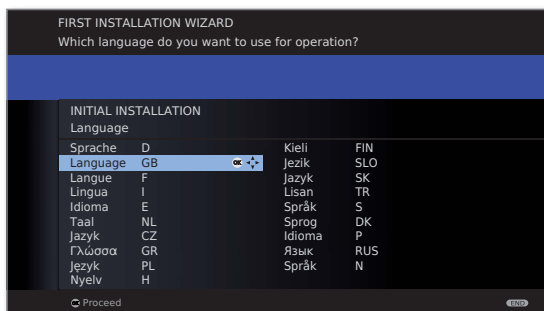 FIRST INSTALLATION WIZARD
Which language do you want to use for operation?
INITIAL INSTALLATION
Language
Sprache D
Language GB OK
Langue F
Lingua I
Idioma E
Taal NL
Jazyk CZ
Γλώσσα GR
Język PL
Nyelv H
Kieli FIN
Jezik SLO
Jazyk SK
Lisan TR
Språk S
Sprog DK
Idioma P
Язык RUS
Språk N
OK Proceed
END